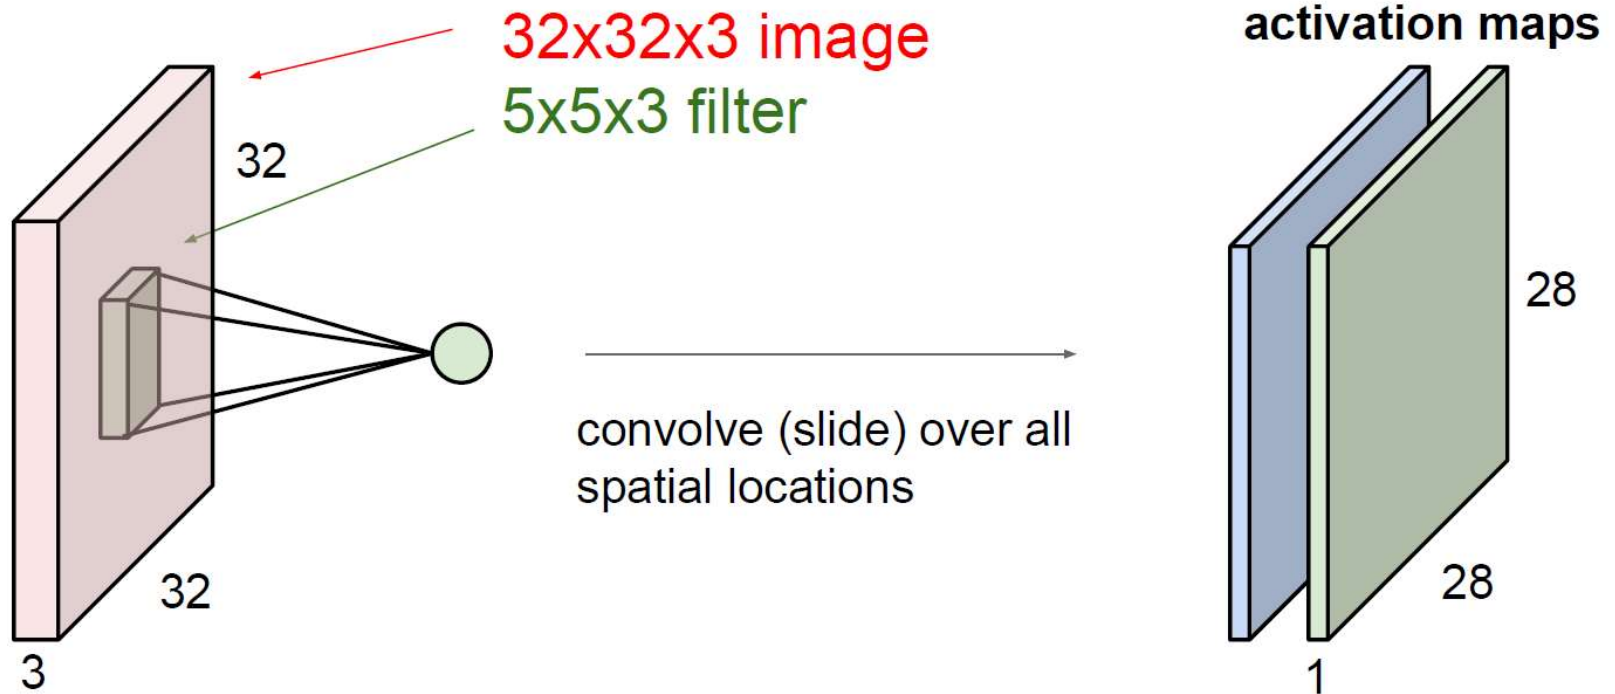 32x32x3 image
5x5x3 filter
32
32
3
convolve (slide) over all
spatial locations
activation maps
28
28
1